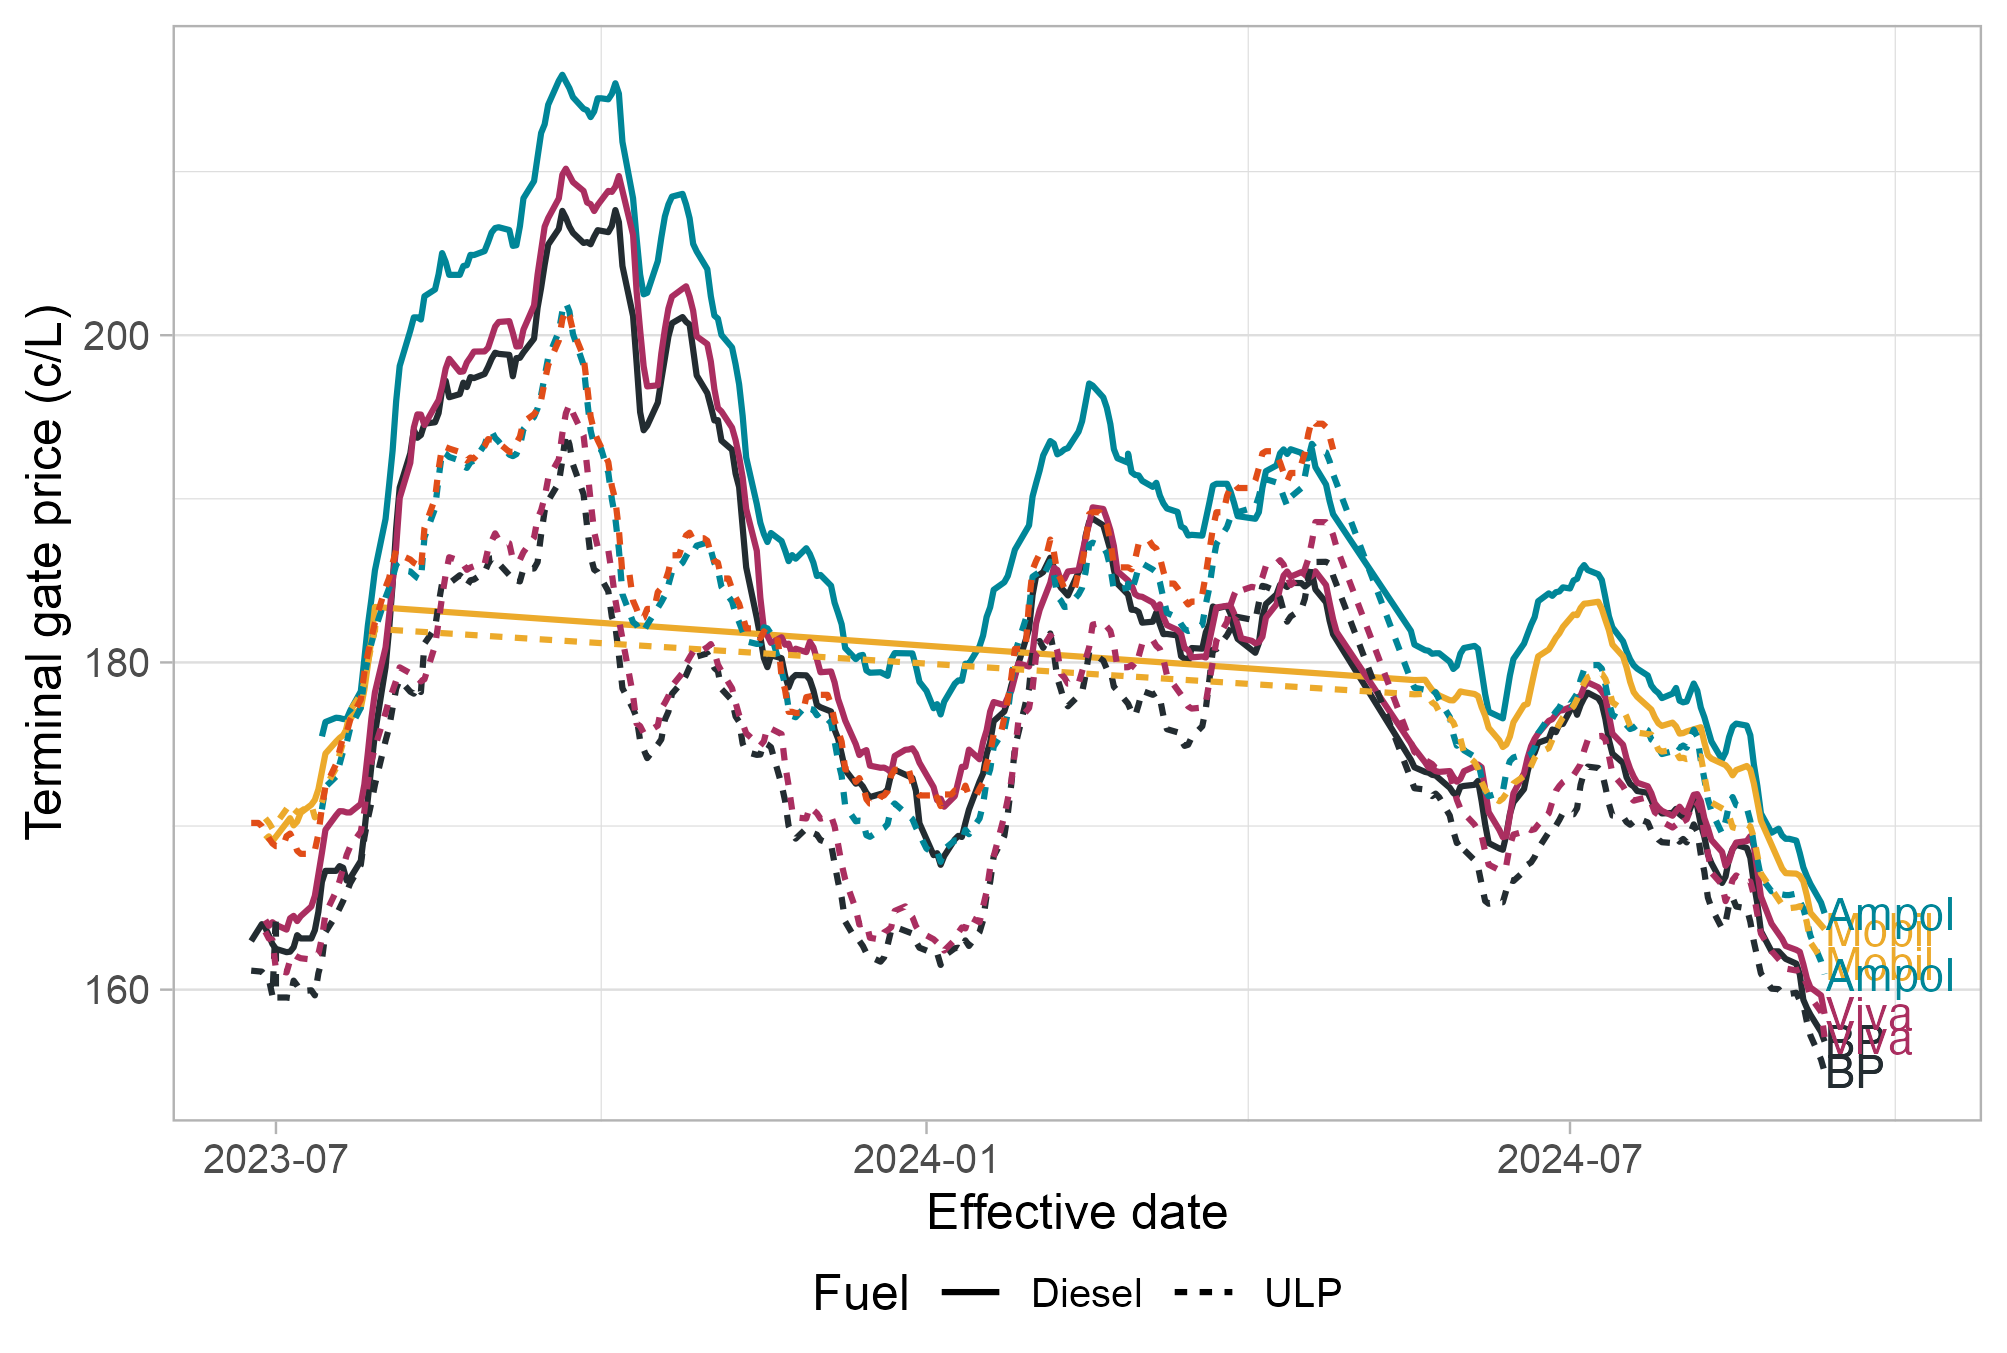 Terminal gate price (c/L)
200
180
160
Ampol
Mobil
Mobil
Ampol
Viva
BP
Viva
BP
2023-07
2024-01
2024-07
Effective date
Fuel
Diesel
ULP